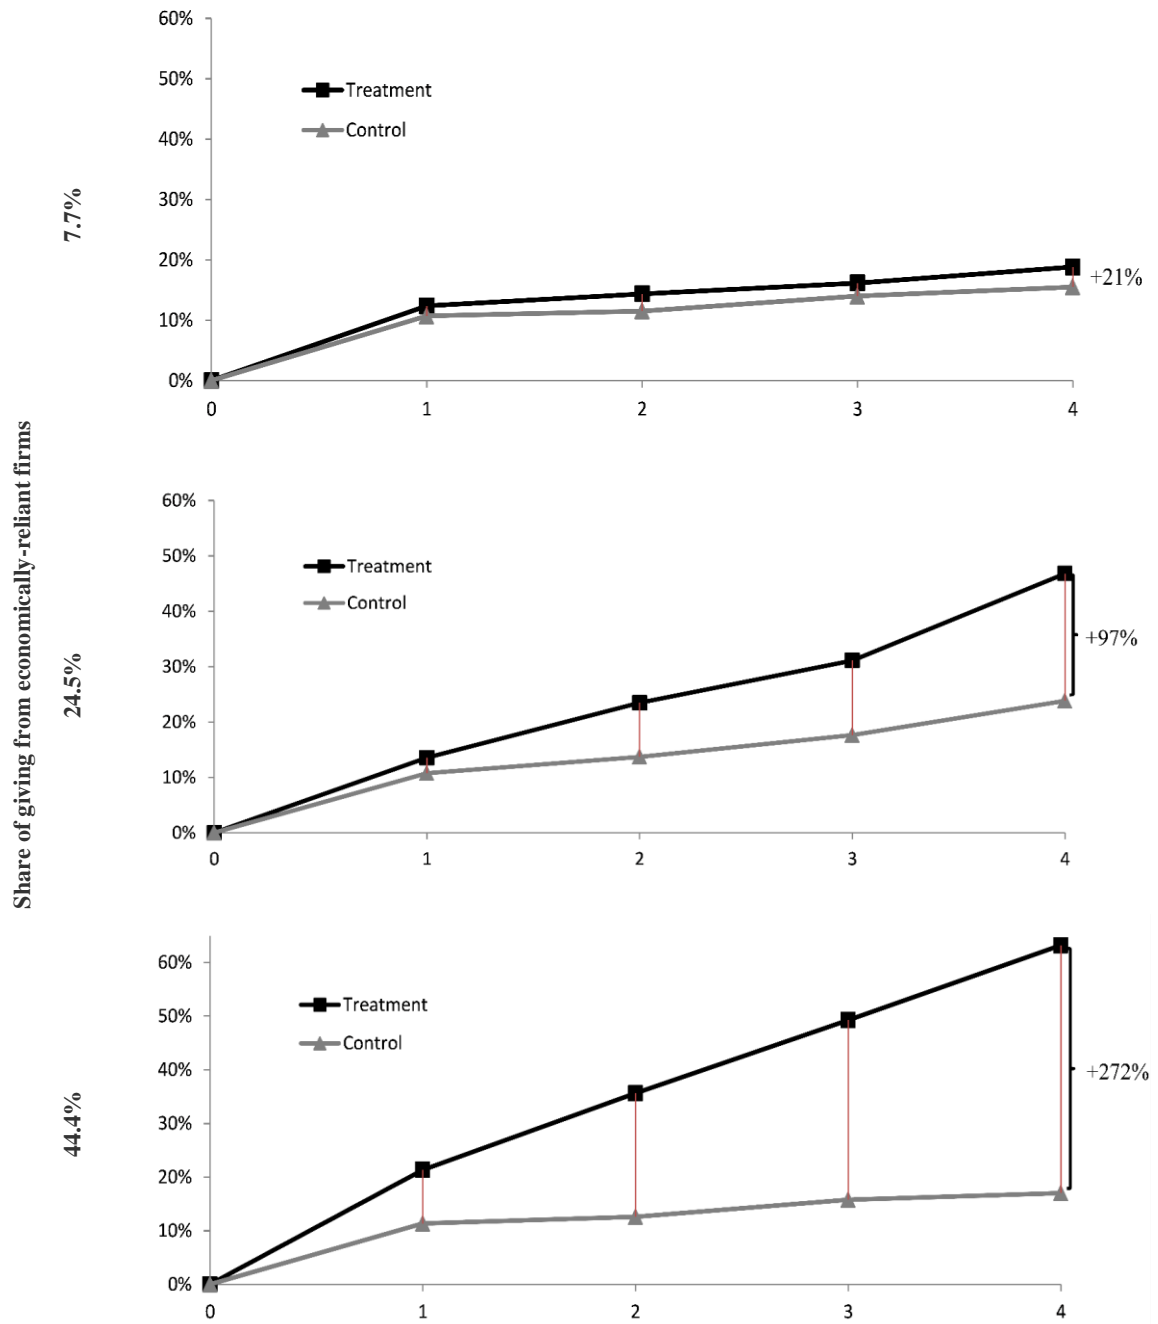 Share of giving from economically-reliant firms
7.7%
60%
50%
40%
30%
20%
10%
0%
Treatment
Control
+21%
0 1 2 3 4
24.5%
60%
50%
40%
30%
20%
10%
0%
Treatment
Control
+97%
0 1 2 3 4
44.4%
60%
50%
40%
30%
20%
10%
0%
Treatment
Control
+272%
0 1 2 3 4